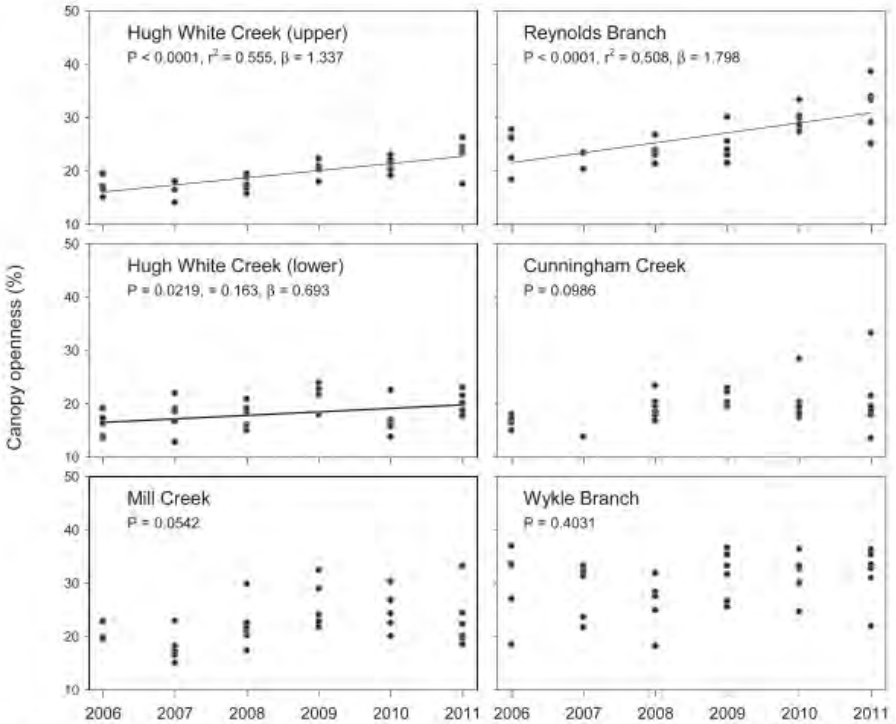 Canopy openness (%)
50
40
30
20
10
Hugh White Creek (upper)
P < 0.0001, r² = 0.555, β = 1.337
Reynolds Branch
P < 0.0001, r² = 0.508, β = 1.798
50
40
30
20
10
Hugh White Creek (lower)
P = 0.0219, = 0.163, β = 0.693
Cunningham Creek
P = 0.0986
50
40
30
20
10
Mill Creek
P = 0.0542
Wykle Branch
P = 0.4031
2006 2007 2008 2009 2010 2011 2006 2007 2008 2009 2010 2011